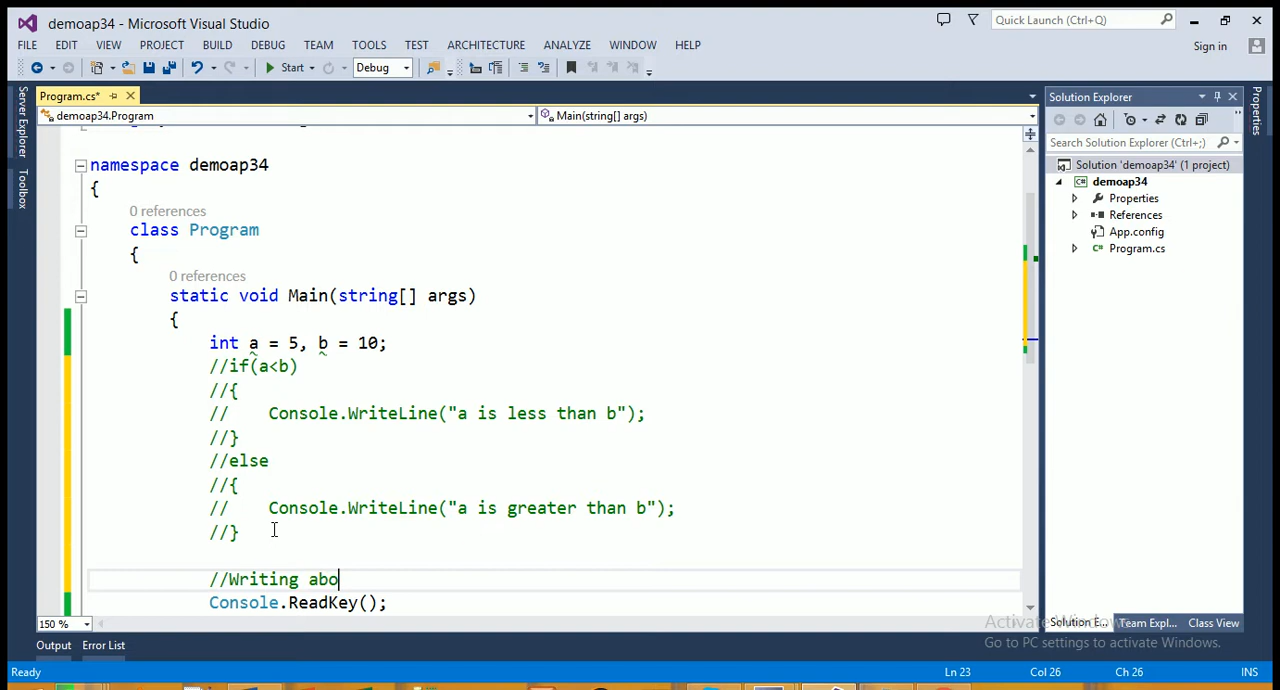 demoap34 - Microsoft Visual Studio
Quick Launch (Ctrl+Q)
FILE EDIT VIEW PROJECT BUILD DEBUG TEAM TOOLS TEST ARCHITECTURE ANALYZE WINDOW HELP
Sign in
Start Debug
Server Explorer
Toolbox
Program.cs*
demoap34.Program
Main(string[] args)
namespace demoap34
{
0 references
class Program
{
0 references
static void Main(string[] args)
{
int a = 5, b = 10;
//if(a<b)
//{
// Console.WriteLine("a is less than b");
//}
//else
//{
// Console.WriteLine("a is greater than b");
//}
//Writing abo
Console.ReadKey();
150 %
Solution Explorer
Search Solution Explorer (Ctrl+;)
Solution 'demoap34' (1 project)
demoap34
Properties
References
App.config
Program.cs
Properties
Solution E... Team Expl... Class View
Activate Windows
Go to PC settings to activate Windows.
Output Error List
Ready
Ln 23 Col 26 Ch 26 INS